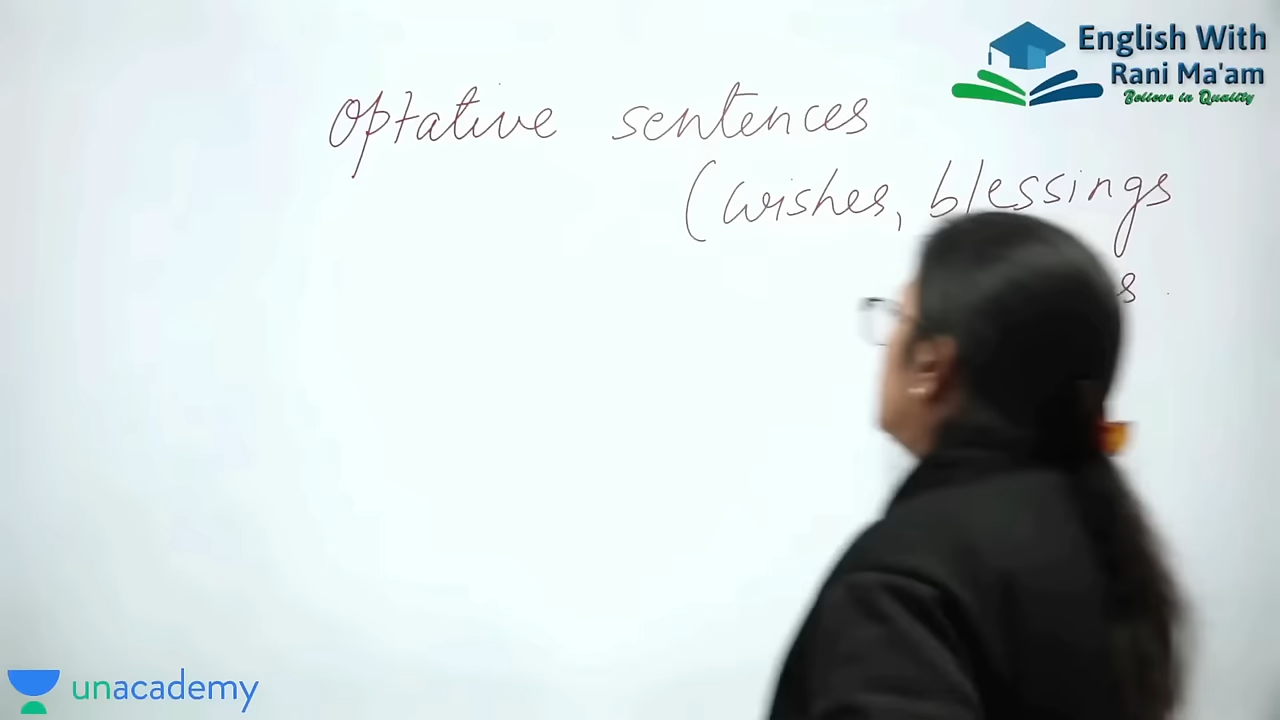 English With
Rani Ma'am
Believe in Quality
Optative sentences
(wishes, blessings
unacademy